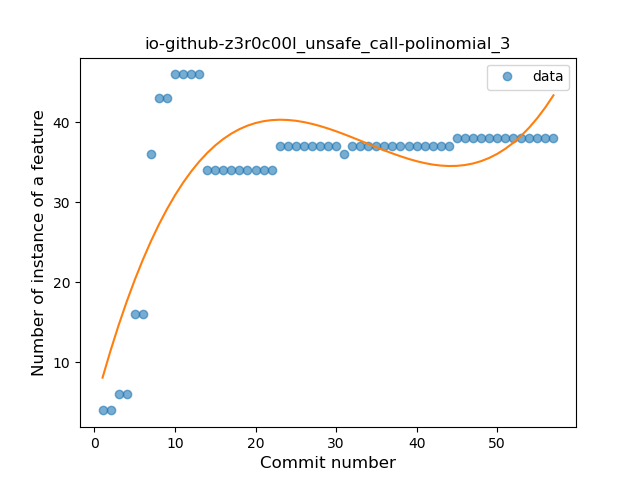 io-github-z3r0c00l_unsafe_call-polinomial_3
data
Number of instance of a feature
40
30
20
10
0
10
20
30
40
50
Commit number